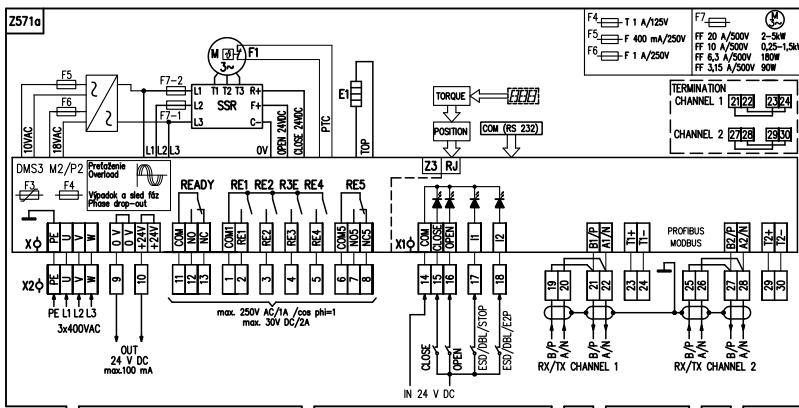 Z571a
F4 T 1 A/125V
F5 F 400 mA/250V
F6 F 1 A/250V
F7
M
3~
FF 20 A/500V 2-5kW
FF 10 A/500V 0,25-1,5kW
FF 6,3 A/500V 180W
FF 3,15 A/500V 90W
M F1
3~
F5
F6
F7-2
F7-1
L1 T1 T2 T3 R+
L2 SSR F+
L3 C-
10VAC
18VAC
L1 L2 L3
0V
OPEN 24VDC
CLOSE 24VDC
PTC
E1
TOP
TORQUE
POSITION
COM (RS 232)
TERMINATION
CHANNEL 1 21 22 23 24
CHANNEL 2 27 28 29 30
DMS3 M2/P2
F3 F4
Preťaženie
Overload
Výpadok a sled fáz
Phase drop-out
READY RE1 RE2 R3E RE4 RE5
Z3 RJ
X
PE U V W
0 V 0 V +24V +24V
COM NO NC
COM1 RE1 RE2 RE3 RE4
COM5 NO5 NC5
X1
COM CLOSE OPEN I1 I2
B1/P A1/N T1+ T1-
PROFIBUS
MODBUS
B2/P A2/N T2+ T2-
X2
PE U V W
9 10 11 12 13 1 2 3 4 5 6 7 8 14 15 16 17 18 19 20 21 22 23 24 25 26 27 28 29 30
PE L1 L2 L3
3x400VAC
OUT
24 V DC
max.100 mA
max. 250V AC/1A /cos phi=1
max. 30V DC/2A
CLOSE
OPEN
ESD/DBL/STOP
ESD/DBL/E2P
IN 24 V DC
B/P A/N B/P A/N
RX/TX CHANNEL 1
B/P A/N B/P A/N
RX/TX CHANNEL 2